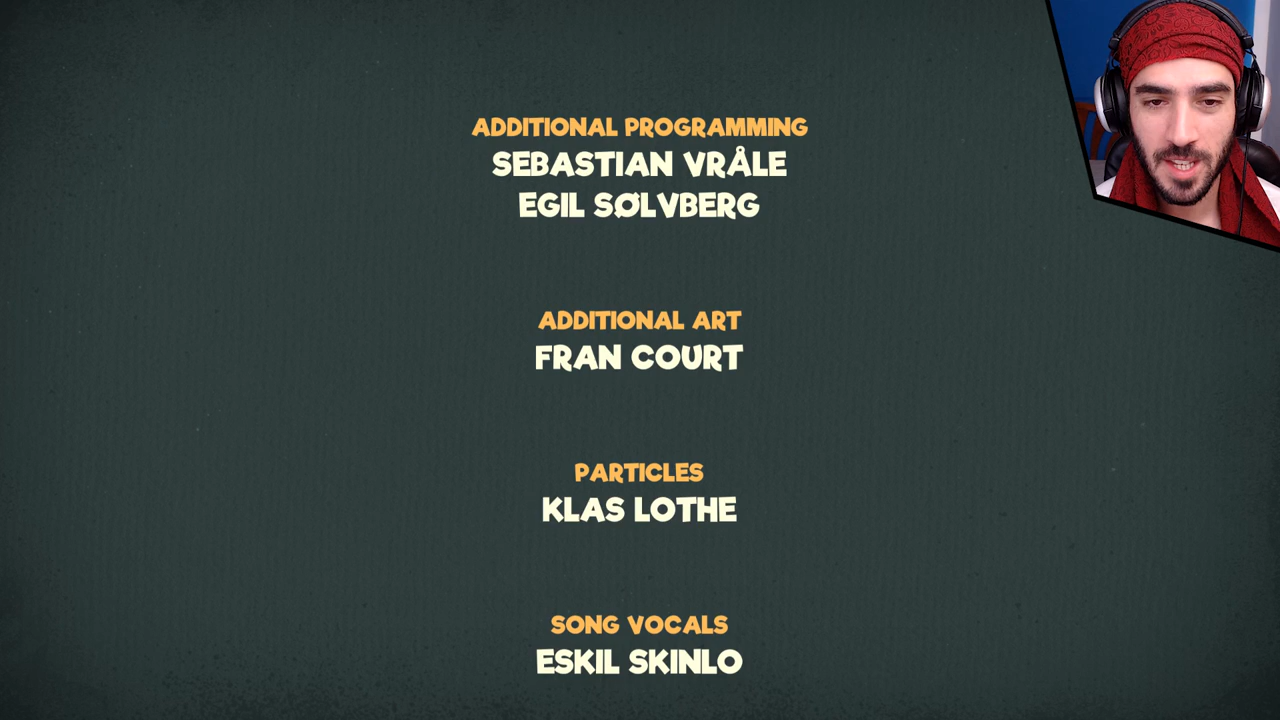 ADDITIONAL PROGRAMMING
SEBASTIAN VRÅLE
EGIL SØLVBERG
ADDITIONAL ART
FRAN COURT
PARTICLES
KLAS LOTHE
SONG VOCALS
ESKIL SKINLO